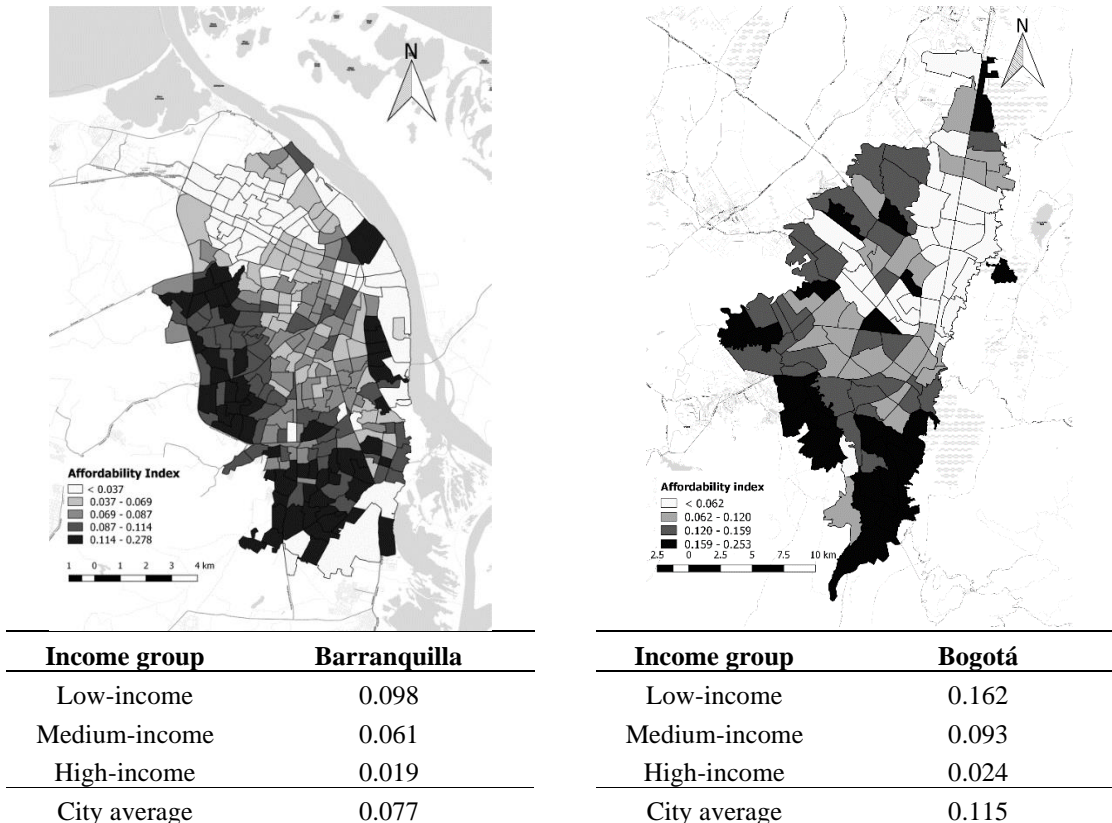 N
Affordability Index
< 0.037
0.037 - 0.069
0.069 - 0.087
0.087 - 0.114
0.114 - 0.278
1 0 1 2 3 4 km
N
Affordability index
< 0.062
0.062 - 0.120
0.120 - 0.159
0.159 - 0.253
2.5 0 2.5 5 7.5 10 km
Income group Barranquilla
Low-income 0.098
Medium-income 0.061
High-income 0.019
City average 0.077
Income group Bogotá
Low-income 0.162
Medium-income 0.093
High-income 0.024
City average 0.115